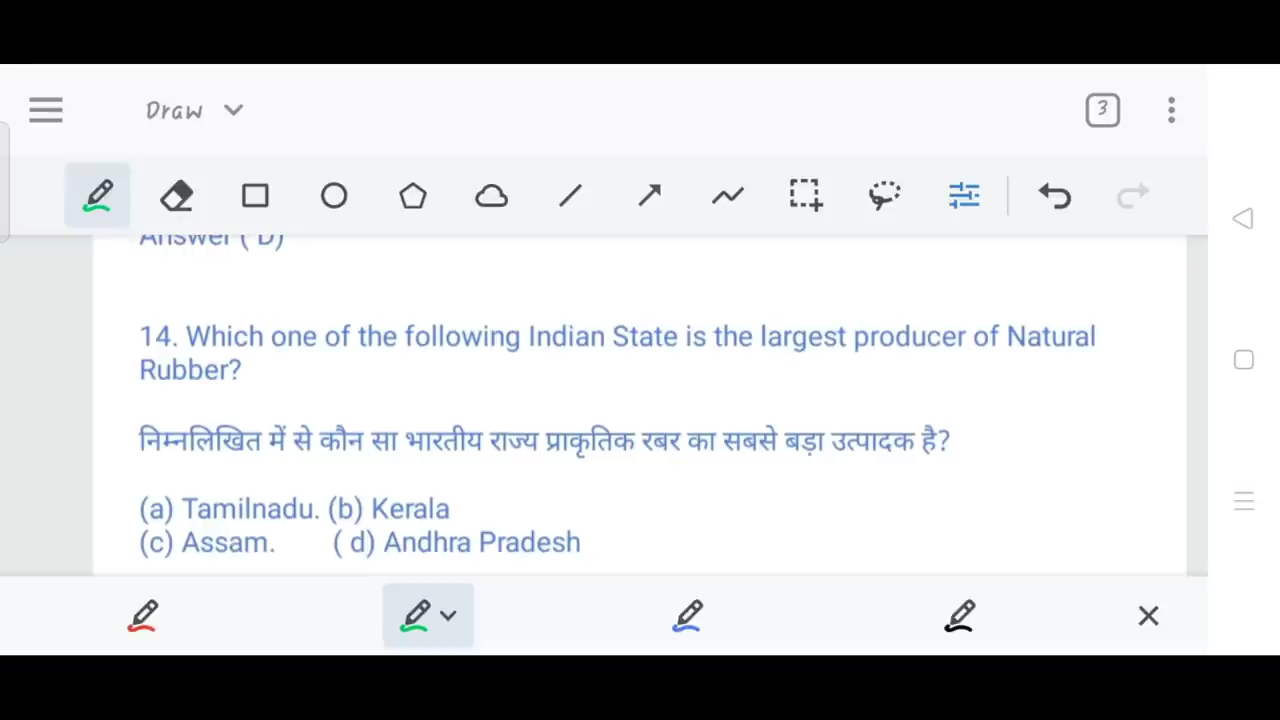 Draw
3
Answer ( D)
14. Which one of the following Indian State is the largest producer of Natural
Rubber?
निम्नलिखित में से कौन सा भारतीय राज्य प्राकृतिक रबर का सबसे बड़ा उत्पादक है?
(a) Tamilnadu. (b) Kerala
(c) Assam. ( d) Andhra Pradesh